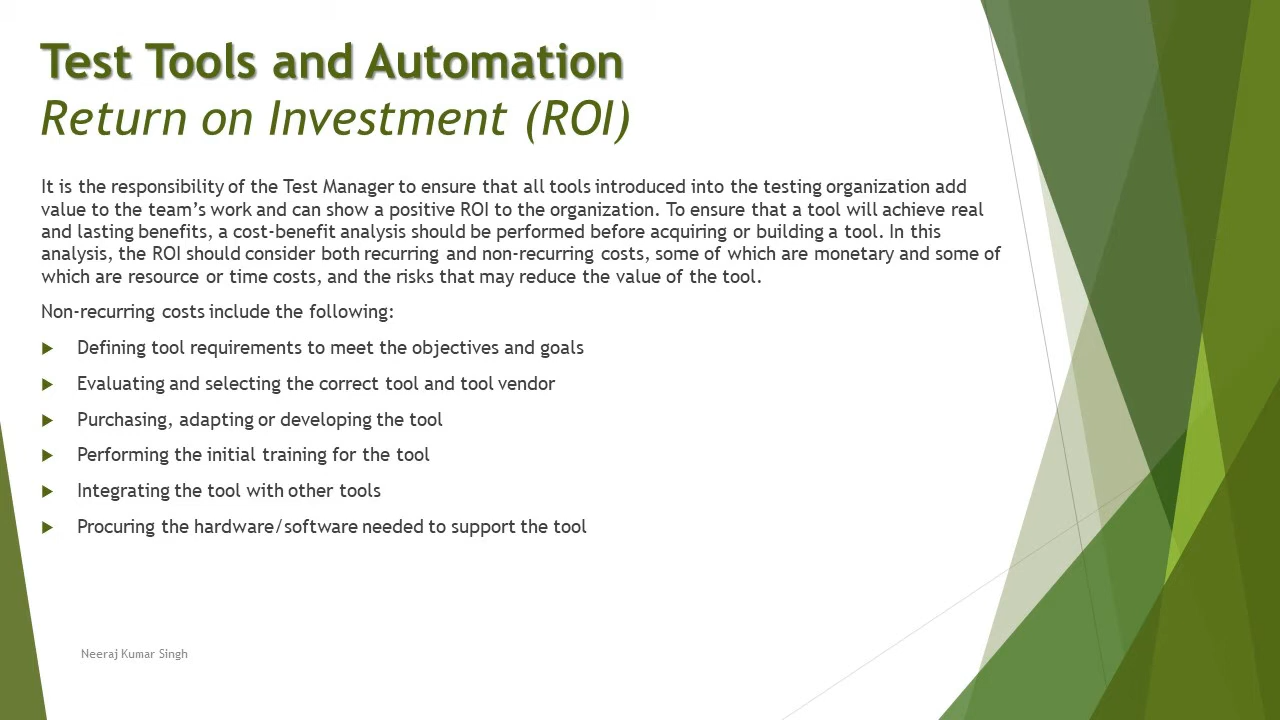 Test Tools and Automation
Return on Investment (ROI)
It is the responsibility of the Test Manager to ensure that all tools introduced into the testing organization add
value to the team’s work and can show a positive ROI to the organization. To ensure that a tool will achieve real
and lasting benefits, a cost-benefit analysis should be performed before acquiring or building a tool. In this
analysis, the ROI should consider both recurring and non-recurring costs, some of which are monetary and some of
which are resource or time costs, and the risks that may reduce the value of the tool.
Non-recurring costs include the following:
Defining tool requirements to meet the objectives and goals
Evaluating and selecting the correct tool and tool vendor
Purchasing, adapting or developing the tool
Performing the initial training for the tool
Integrating the tool with other tools
Procuring the hardware/software needed to support the tool
Neeraj Kumar Singh